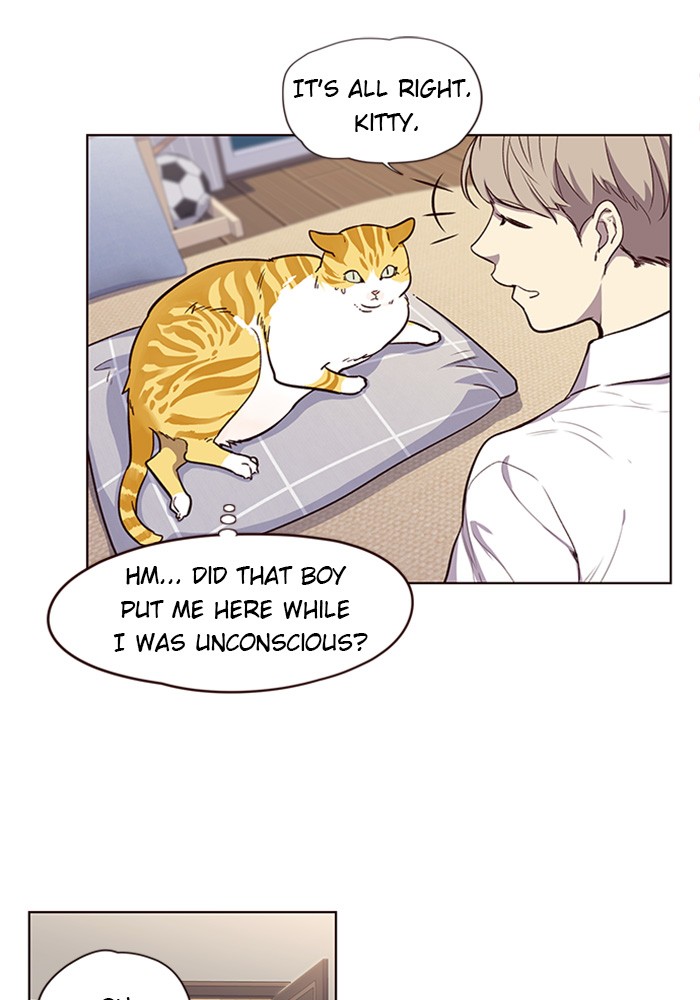 IT'S ALL RIGHT.
KITTY.
HM... DID THAT BOY
PUT ME HERE WHILE
I WAS UNCONSCIOUS?